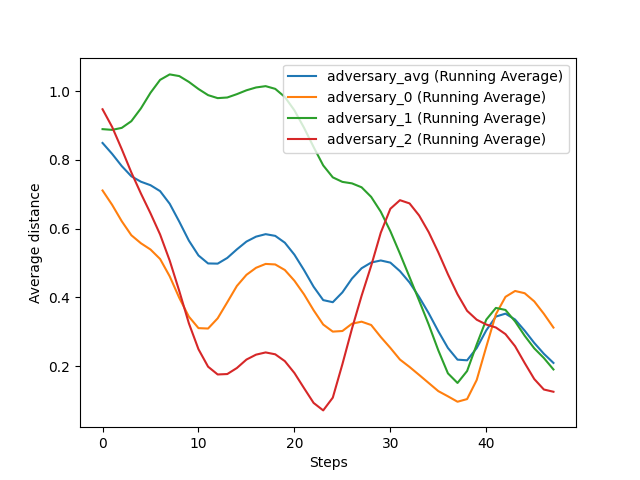 adversary_avg (Running Average)
adversary_0 (Running Average)
adversary_1 (Running Average)
adversary_2 (Running Average)
Average distance
1.0
0.8
0.6
0.4
0.2
0 10 20 30 40
Steps